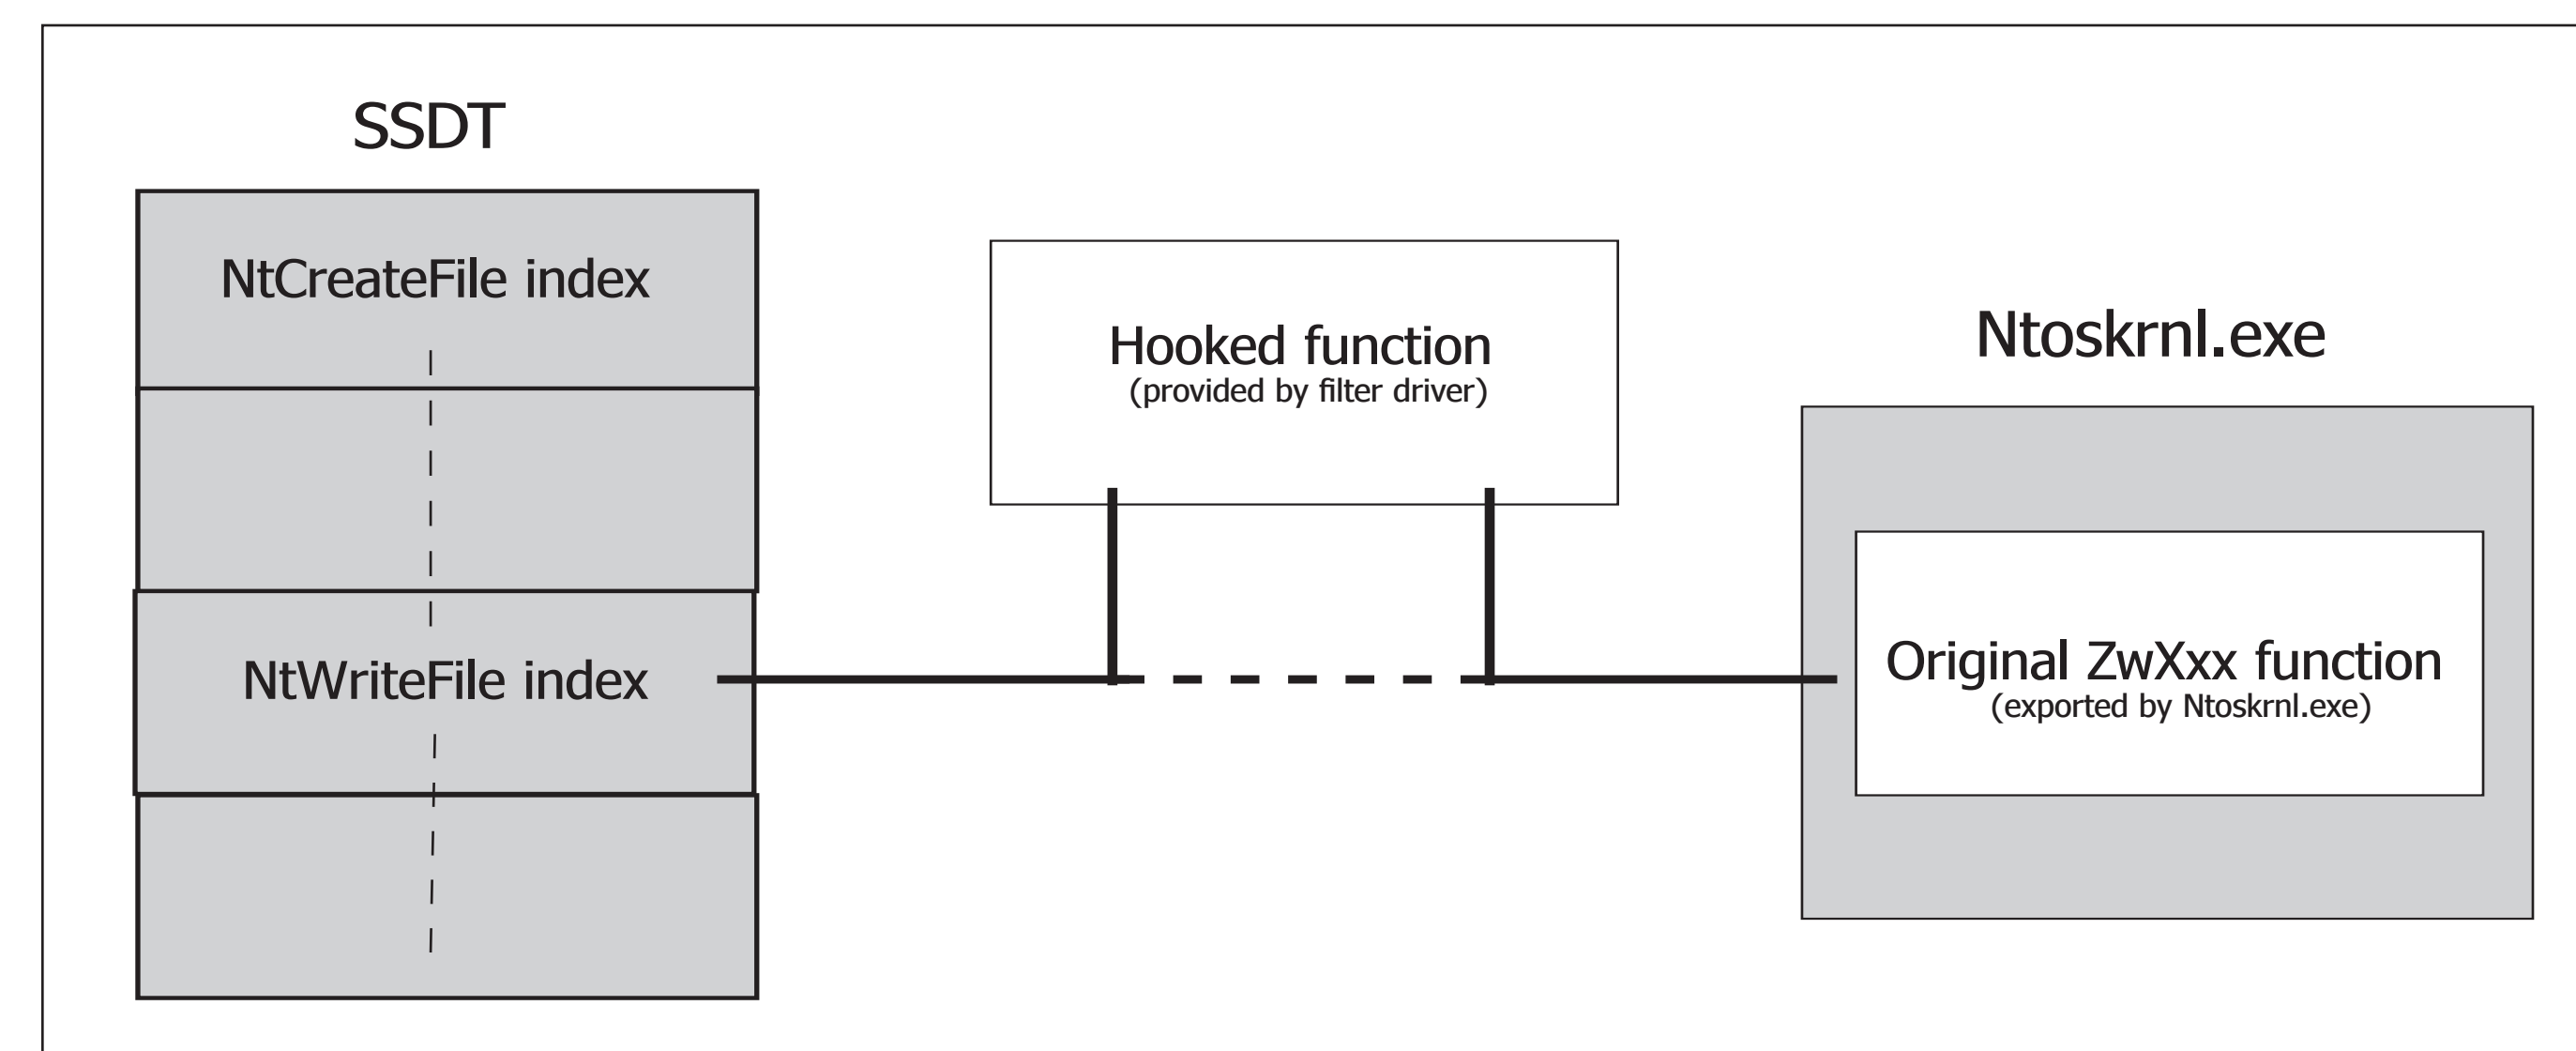 SSDT
NtCreateFile index
NtWriteFile index
Hooked function
(provided by filter driver)
Ntoskrnl.exe
Original ZwXxx function
(exported by Ntoskrnl.exe)